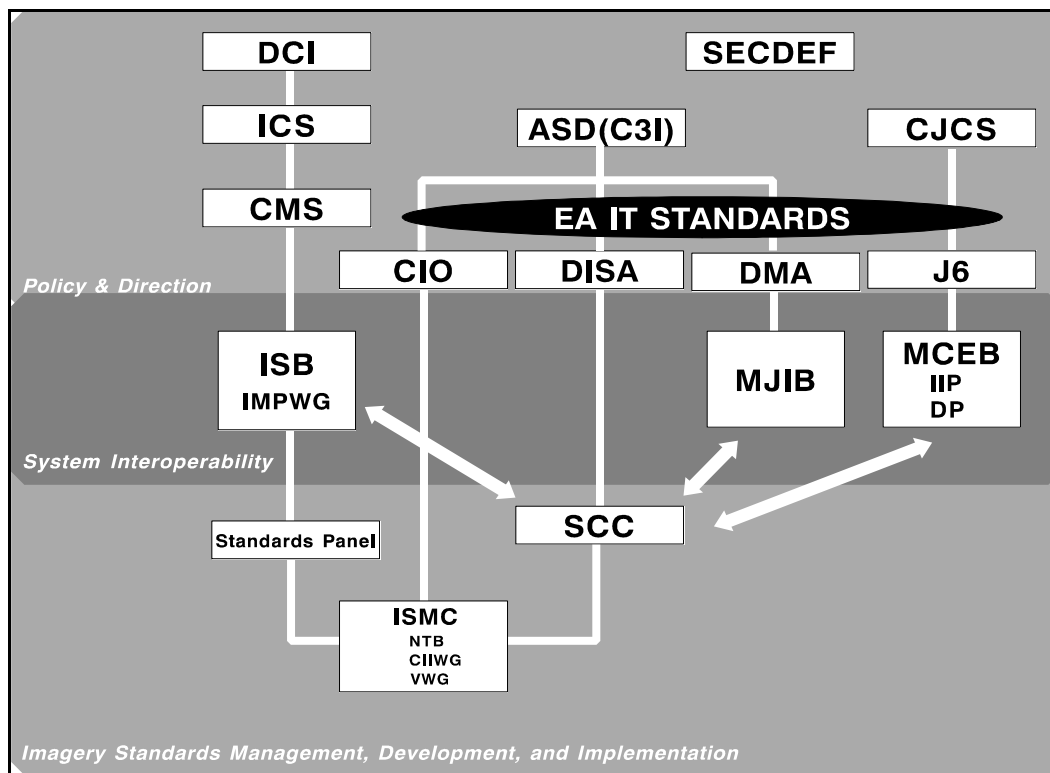 DCI
SECDEF
ICS
ASD(C3I)
CJCS
CMS
EA IT STANDARDS
CIO
DISA
DMA
J6
Policy & Direction
ISB
IMPWG
MJIB
MCEB
IIP
DP
System Interoperability
SCC
Standards Panel
ISMC
NTB
CIIWG
VWG
Imagery Standards Management, Development, and Implementation